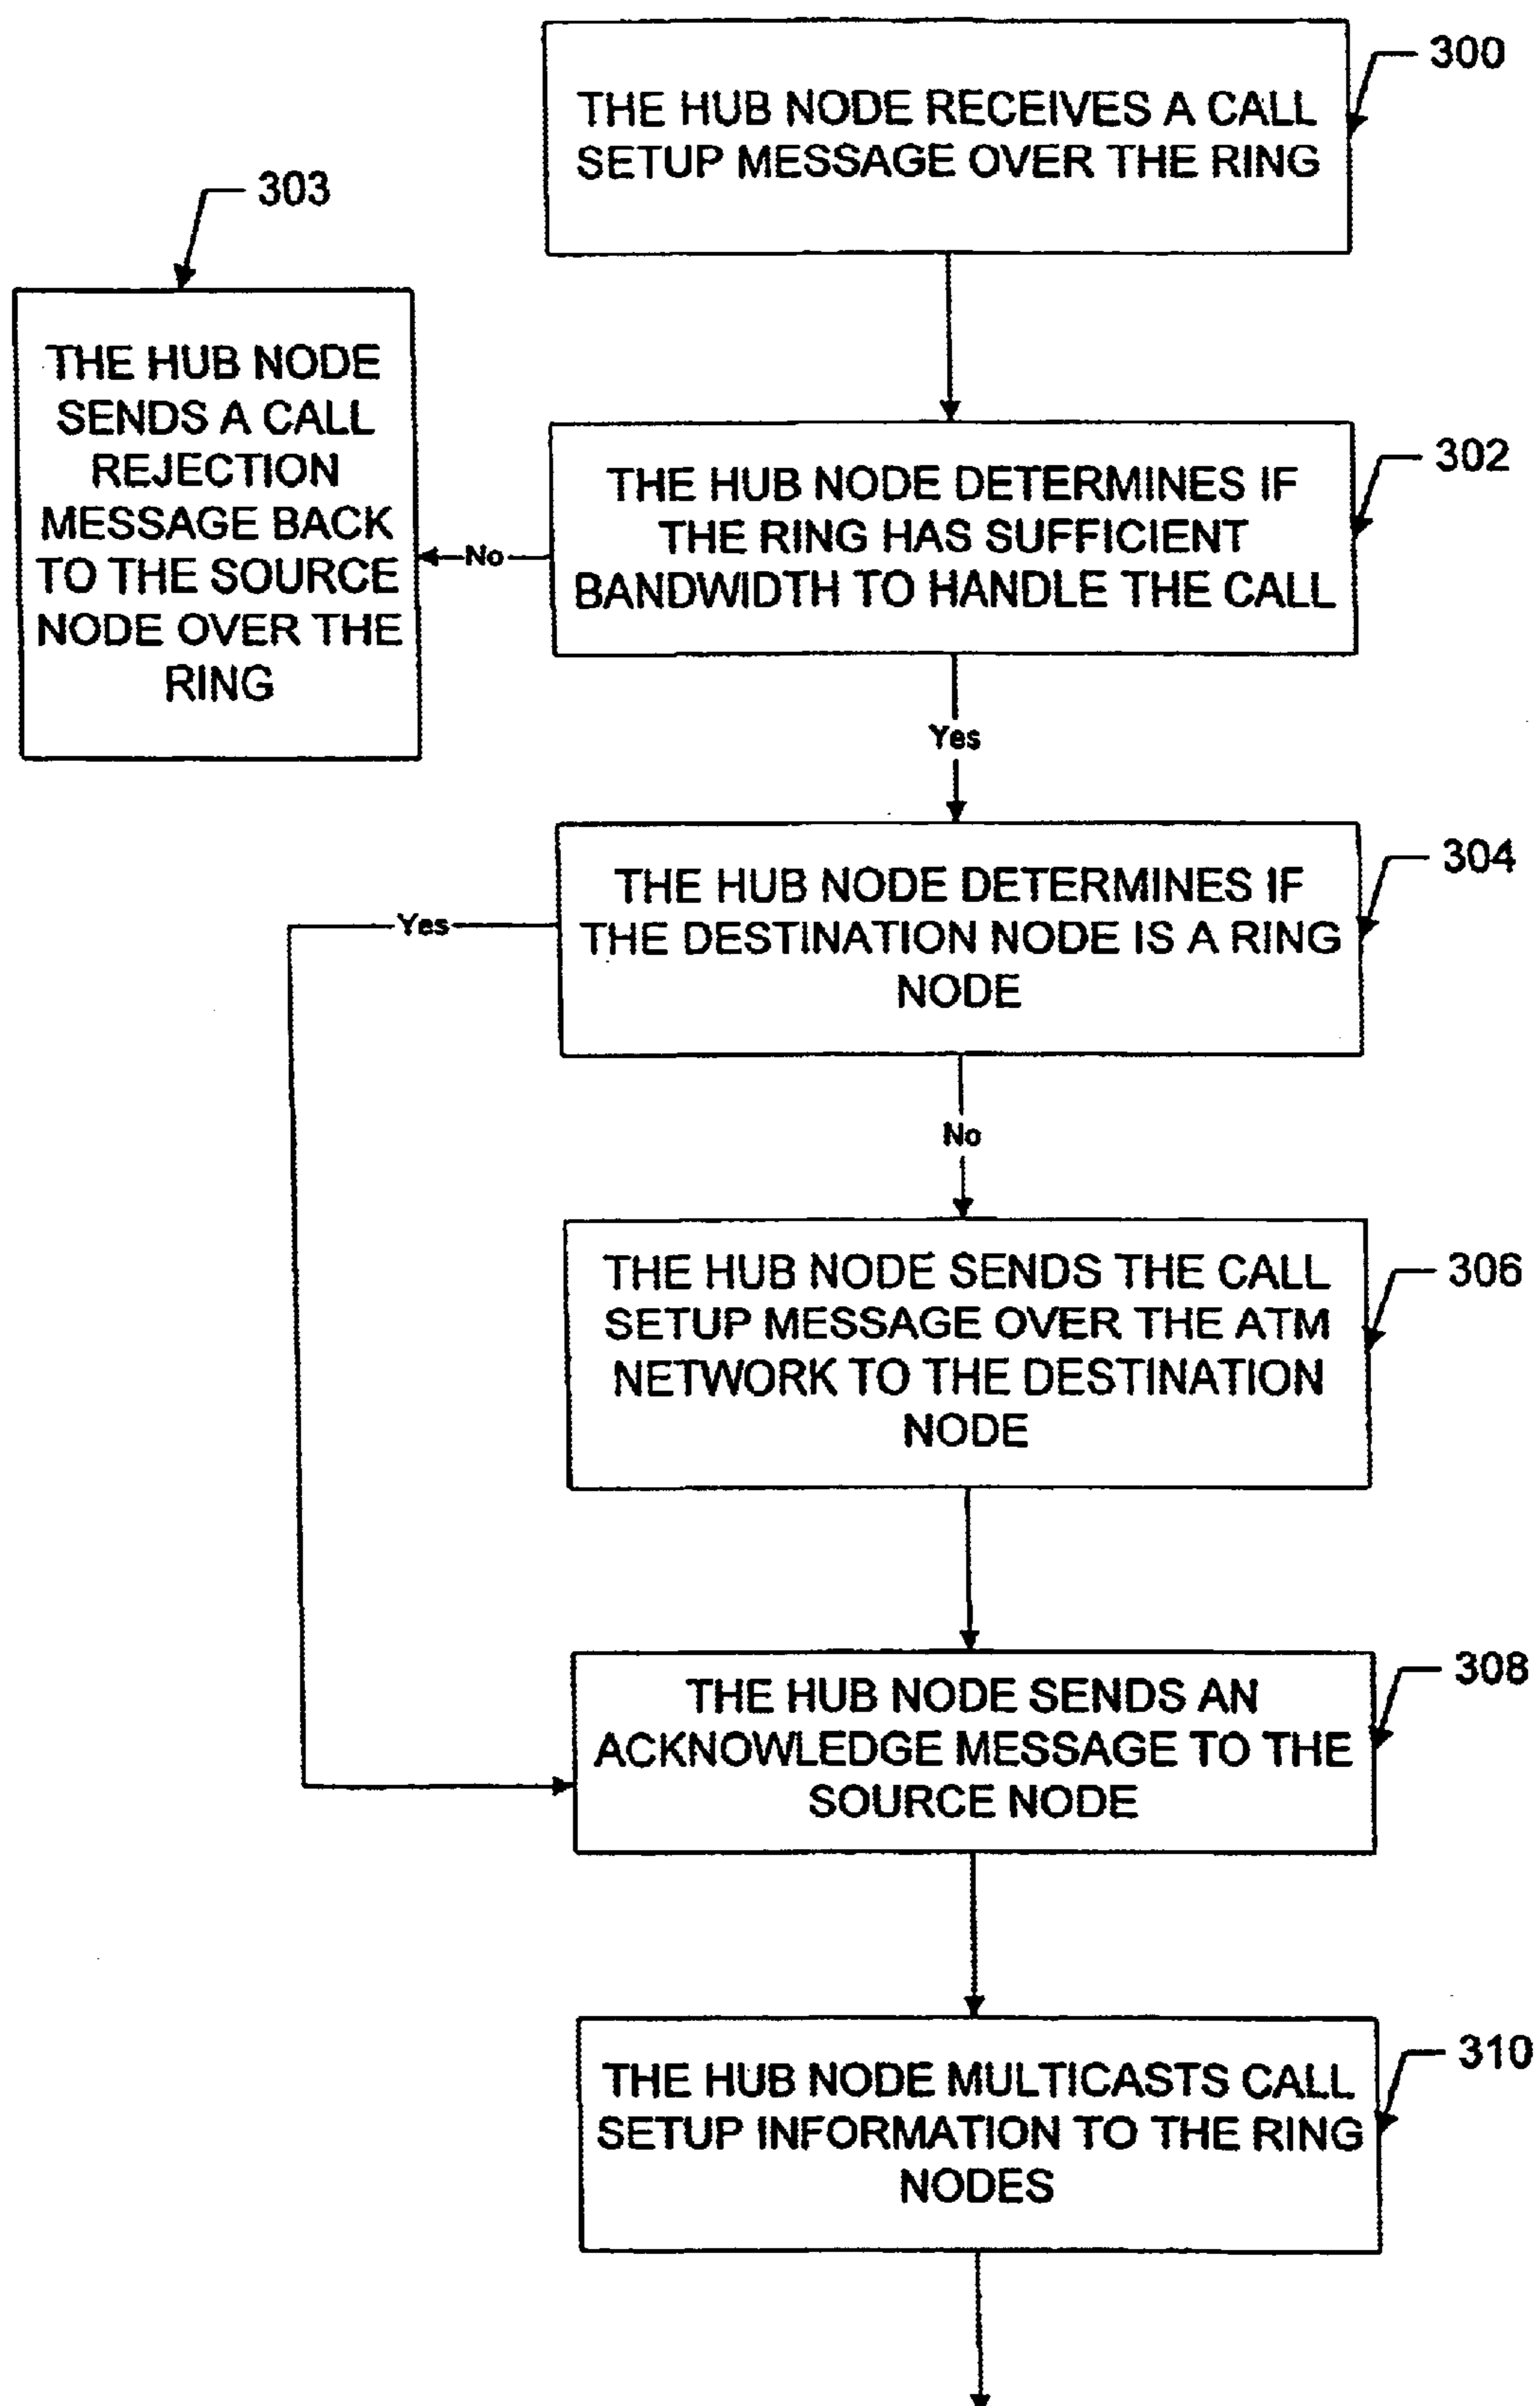 300
THE HUB NODE RECEIVES A CALL
SETUP MESSAGE OVER THE RING
303
THE HUB NODE
SENDS A CALL
REJECTION
MESSAGE BACK
TO THE SOURCE
NODE OVER THE
RING
302
THE HUB NODE DETERMINES IF
THE RING HAS SUFFICIENT
BANDWIDTH TO HANDLE THE CALL
No
Yes
304
THE HUB NODE DETERMINES IF
THE DESTINATION NODE IS A RING
NODE
Yes
No
306
THE HUB NODE SENDS THE CALL
SETUP MESSAGE OVER THE ATM
NETWORK TO THE DESTINATION
NODE
308
THE HUB NODE SENDS AN
ACKNOWLEDGE MESSAGE TO THE
SOURCE NODE
310
THE HUB NODE MULTICASTS CALL
SETUP INFORMATION TO THE RING
NODES